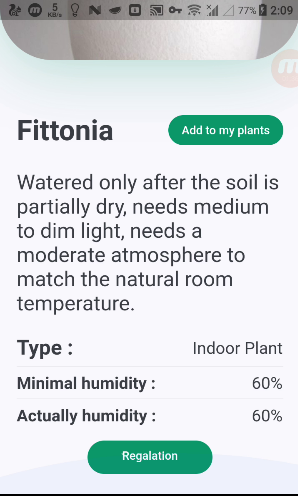 5
KB/s
77%
2:09
Fittonia
Add to my plants
Watered only after the soil is
partially dry, needs medium
to dim light, needs a
moderate atmosphere to
match the natural room
temperature.
Type : Indoor Plant
Minimal humidity : 60%
Actually humidity : 60%
Regalation